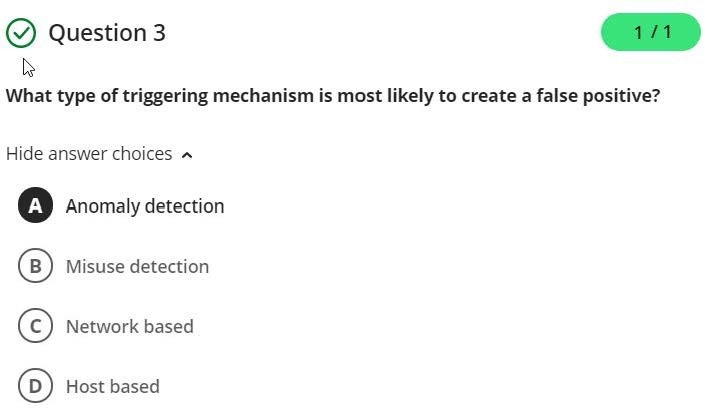 Question 3
1 / 1
What type of triggering mechanism is most likely to create a false positive?
Hide answer choices
A Anomaly detection
B Misuse detection
C Network based
D Host based